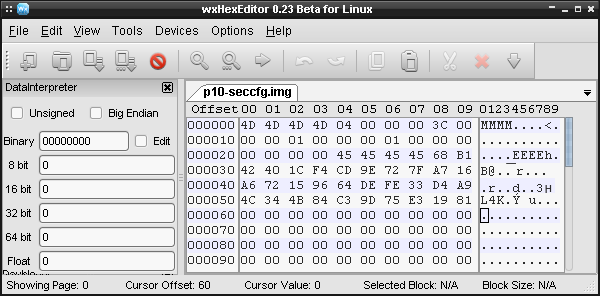 wxHexEditor 0.23 Beta for Linux
File Edit View Tools Devices Options Help
DataInterpreter
p10-seccfg.img
Unsigned Big Endian
Binary 00000000 Edit
8 bit 0
16 bit 0
32 bit 0
64 bit 0
Float 0
Offset 00 01 02 03 04 05 06 07 08 09 0123456789
000000 4D 4D 4D 4D 04 00 00 00 3C 00 MMMM....<.
000010 00 00 01 00 00 00 01 00 00 00 ..........
000020 00 00 00 00 45 45 45 45 68 B1 ....EEEEh.
000030 42 40 1C F4 CD 9E 72 7F A7 16 B@..r...
000040 A6 72 15 96 64 DE FE 33 D4 A9 .r..d..3
000050 4C 34 4B 84 C3 9D 75 E3 19 81 L4K.Ÿu...
000060 00 00 00 00 00 00 00 00 00 00 ..........
000070 00 00 00 00 00 00 00 00 00 00 ..........
000080 00 00 00 00 00 00 00 00 00 00 ..........
000090 00 00 00 00 00 00 00 00 00 00 ..........
Showing Page: 0 Cursor Offset: 60 Cursor Value: 0 Selected Block: N/A Block Size: N/A